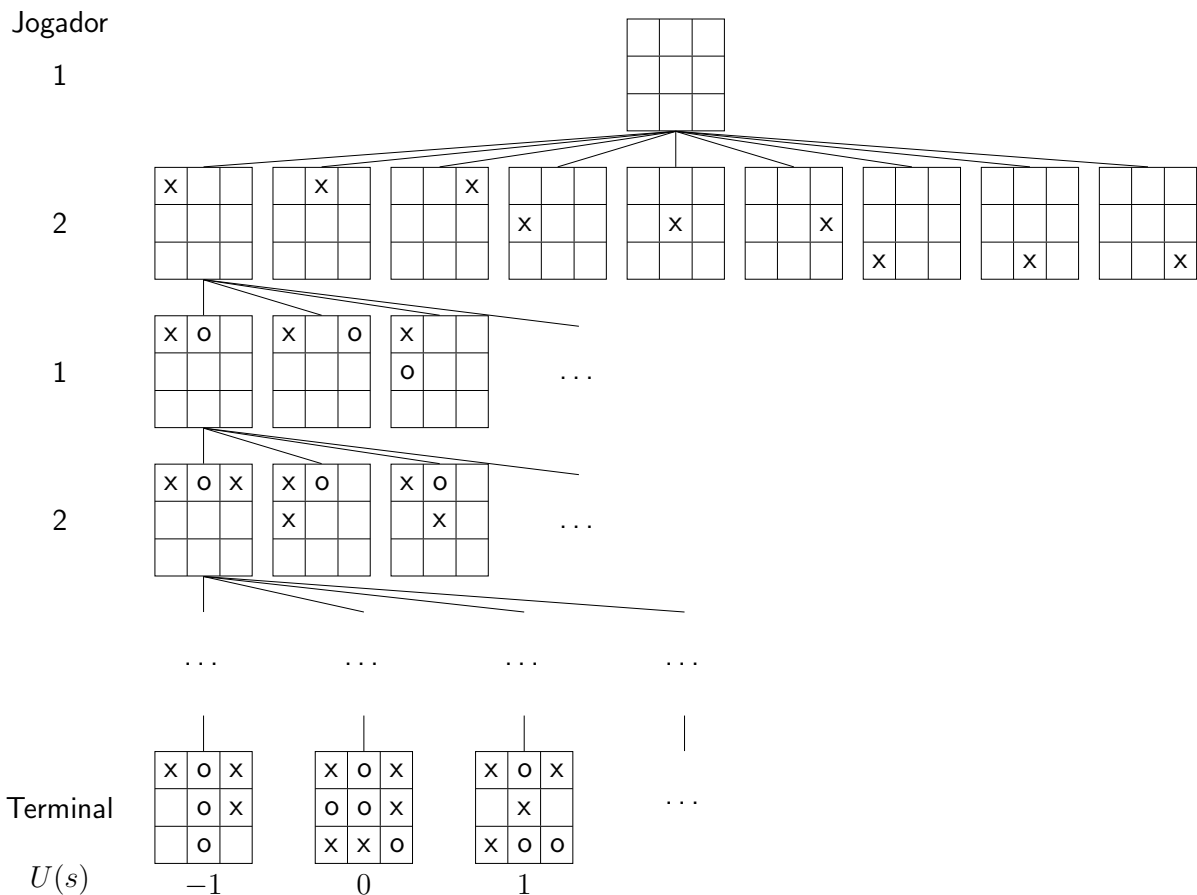 Jogador
1
2
x x x x x x x x x
1
x o x o x
o
. . .
2
x o x x o x o
x x
. . .
. . . . . . . . . . . .
Terminal
x o x x o x x o x
o x o o x x
o x x o x o o
. . .
U(s) −1 0 1